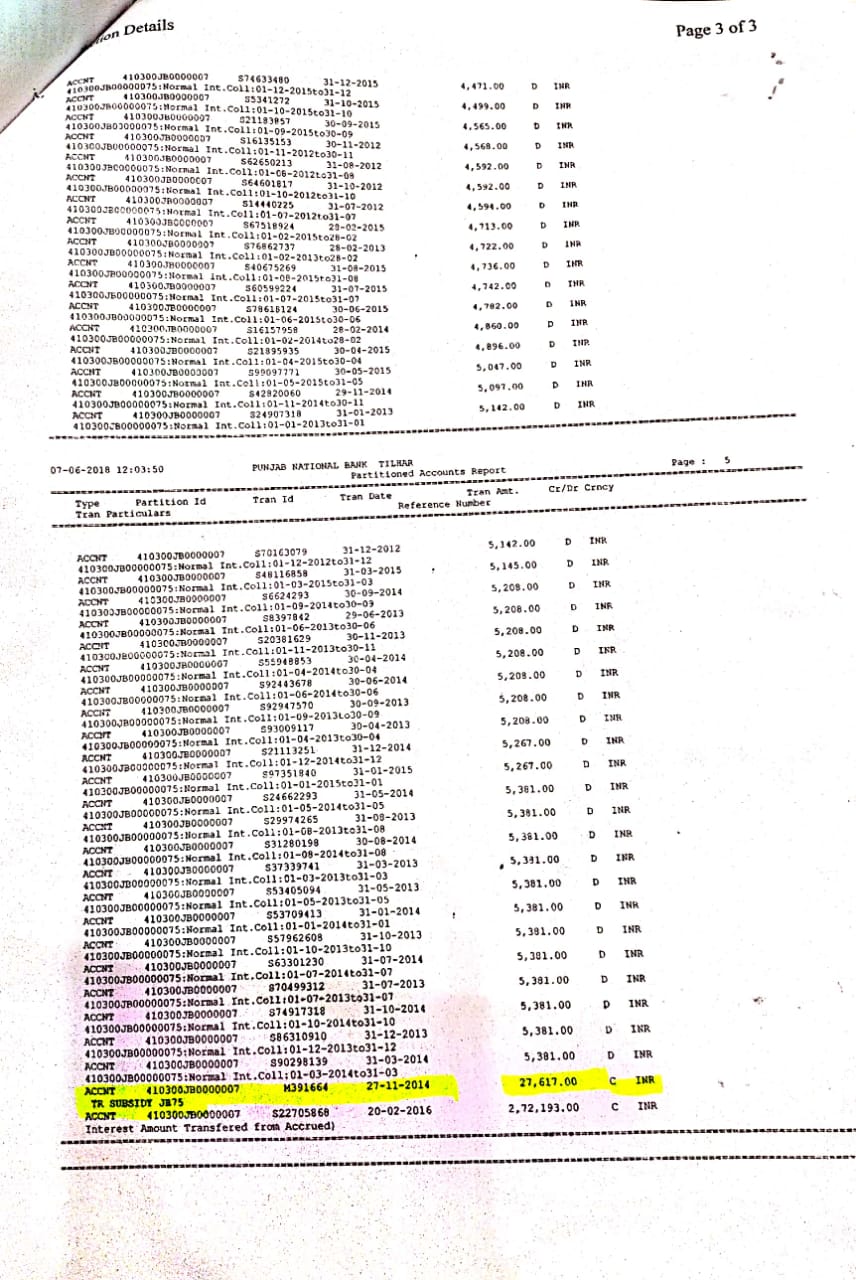 ion Details
Page 3 of 3
ACCNT 410300JB0000007 S74633480 31-12-2015 4,471.00 D INR
410300JB00000075:Normal Int.Coll:01-12-2015to31-12
ACCNT 410300JB0000007 S5341272 31-10-2015 4,499.00 D INR
410300JB00000075:Normal Int.Coll:01-10-2015to31-10
ACCNT 410300JB0000007 S21183857 30-09-2015 4,565.00 D INR
410300JB00000075:Normal Int.Coll:01-09-2015to30-09
ACCNT 410300JB0000007 S16135153 30-11-2012 4,568.00 D INR
410300JB00000075:Normal Int.Coll:01-11-2012to30-11
ACCNT 410300JB0000007 S62650213 31-08-2012 4,592.00 D INR
410300JB00000075:Normal Int.Coll:01-08-2012to31-08
ACCNT 410300JB0000007 S64601817 31-10-2012 4,592.00 D INR
410300JB00000075:Normal Int.Coll:01-10-2012to31-10
ACCNT 410300JB0000007 S14440225 31-07-2012 4,594.00 D INR
410300JB00000075:Normal Int.Coll:01-07-2012to31-07
ACCNT 410300JB0000007 S67518924 28-02-2015 4,713.00 D INR
410300JB00000075:Normal Int.Coll:01-02-2015to28-02
ACCNT 410300JB0000007 S76862737 28-02-2013 4,722.00 D INR
410300JB00000075:Normal Int.Coll:01-02-2013to28-02
ACCNT 410300JB0000007 S40675269 31-08-2015 4,736.00 D INR
410300JB00000075:Normal Int.Coll:01-08-2015to31-08
ACCNT 410300JB0000007 S60599224 31-07-2015 4,742.00 D INR
410300JB00000075:Normal Int.Coll:01-07-2015to31-07
ACCNT 410300JB0000007 S78618124 30-06-2015 4,782.00 D INR
410300JB00000075:Normal Int.Coll:01-06-2015to30-06
ACCNT 410300JB0000007 S16157958 28-02-2014 4,860.00 D INR
410300JB00000075:Normal Int.Coll:01-02-2014to28-02
ACCNT 410300JB0000007 S21895935 30-04-2015 4,896.00 D INR
410300JB00000075:Normal Int.Coll:01-04-2015to30-04
ACCNT 410300JB0000007 S99097771 30-05-2015 5,047.00 D INR
410300JB00000075:Normal Int.Coll:01-05-2015to31-05
ACCNT 410300JB0000007 S42820060 29-11-2014 5,097.00 D INR
410300JB00000075:Normal Int.Coll:01-11-2014to30-11
ACCNT 410300JB0000007 S24907318 31-01-2013 5,142.00 D INR
410300JB00000075:Normal Int.Coll:01-01-2013to31-01
07-06-2018 12:03:50 PUNJAB NATIONAL BANK TILHAR Page : 5
Partitioned Accounts Report
Type Partition Id Tran Id Tran Date Tran Amt. Cr/Dr Crncy
Tran Particulars Reference Number
ACCNT 410300JB0000007 S70163079 31-12-2012 5,142.00 D INR
410300JB00000075:Normal Int.Coll:01-12-2012to31-12
ACCNT 410300JB0000007 S48116858 31-03-2015 5,145.00 D INR
410300JB00000075:Normal Int.Coll:01-03-2015to31-03
ACCNT 410300JB0000007 S6624293 30-09-2014 5,208.00 D INR
410300JB00000075:Normal Int.Coll:01-09-2014to30-09
ACCNT 410300JB0000007 S8397842 29-06-2013 5,208.00 D INR
410300JB00000075:Normal Int.Coll:01-06-2013to30-06
ACCNT 410300JB0000007 S20381629 30-11-2013 5,208.00 D INR
410300JB00000075:Normal Int.Coll:01-11-2013to30-11
ACCNT 410300JB0000007 S55948853 30-04-2014 5,208.00 D INR
410300JB00000075:Normal Int.Coll:01-04-2014to30-04
ACCNT 410300JB0000007 S92443678 30-06-2014 5,208.00 D INR
410300JB00000075:Normal Int.Coll:01-06-2014to30-06
ACCNT 410300JB0000007 S92947570 30-09-2013 5,208.00 D INR
410300JB00000075:Normal Int.Coll:01-09-2013to30-09
ACCNT 410300JB0000007 S93009117 30-04-2013 5,208.00 D INR
410300JB00000075:Normal Int.Coll:01-04-2013to30-04
ACCNT 410300JB0000007 S21113251 31-12-2014 5,267.00 D INR
410300JB00000075:Normal Int.Coll:01-12-2014to31-12
ACCNT 410300JB0000007 S97351840 31-01-2015 5,267.00 D INR
410300JB00000075:Normal Int.Coll:01-01-2015to31-01
ACCNT 410300JB0000007 S24662293 31-05-2014 5,381.00 D INR
410300JB00000075:Normal Int.Coll:01-05-2014to31-05
ACCNT 410300JB0000007 S29974265 31-08-2013 5,381.00 D INR
410300JB00000075:Normal Int.Coll:01-08-2013to31-08
ACCNT 410300JB0000007 S31280198 30-08-2014 5,381.00 D INR
410300JB00000075:Normal Int.Coll:01-08-2014to31-08
ACCNT 410300JB0000007 S37339741 31-03-2013 5,381.00 D INR
410300JB00000075:Normal Int.Coll:01-03-2013to31-03
ACCNT 410300JB0000007 S53405094 31-05-2013 5,381.00 D INR
410300JB00000075:Normal Int.Coll:01-05-2013to31-05
ACCNT 410300JB0000007 S53709413 31-01-2014 5,381.00 D INR
410300JB00000075:Normal Int.Coll:01-01-2014to31-01
ACCNT 410300JB0000007 S57962608 31-10-2013 5,381.00 D INR
410300JB00000075:Normal Int.Coll:01-10-2013to31-10
ACCNT 410300JB0000007 S63301230 31-07-2014 5,381.00 D INR
410300JB00000075:Normal Int.Coll:01-07-2014to31-07
ACCNT 410300JB0000007 S70499312 31-07-2013 5,381.00 D INR
410300JB00000075:Normal Int.Coll:01-07-2013to31-07
ACCNT 410300JB0000007 S74917318 31-10-2014 5,381.00 D INR
410300JB00000075:Normal Int.Coll:01-10-2014to31-10
ACCNT 410300JB0000007 S86310910 31-12-2013 5,381.00 D INR
410300JB00000075:Normal Int.Coll:01-12-2013to31-12
ACCNT 410300JB0000007 S90298139 31-03-2014 5,381.00 D INR
410300JB00000075:Normal Int.Coll:01-03-2014to31-03
ACCNT 410300JB0000007 M391664 27-11-2014 27,617.00 C INR
TR SUBSIDY JB75
ACCNT 410300JB0000007 S22705868 20-02-2016 2,72,193.00 C INR
Interest Amount Transfered from Accrued)